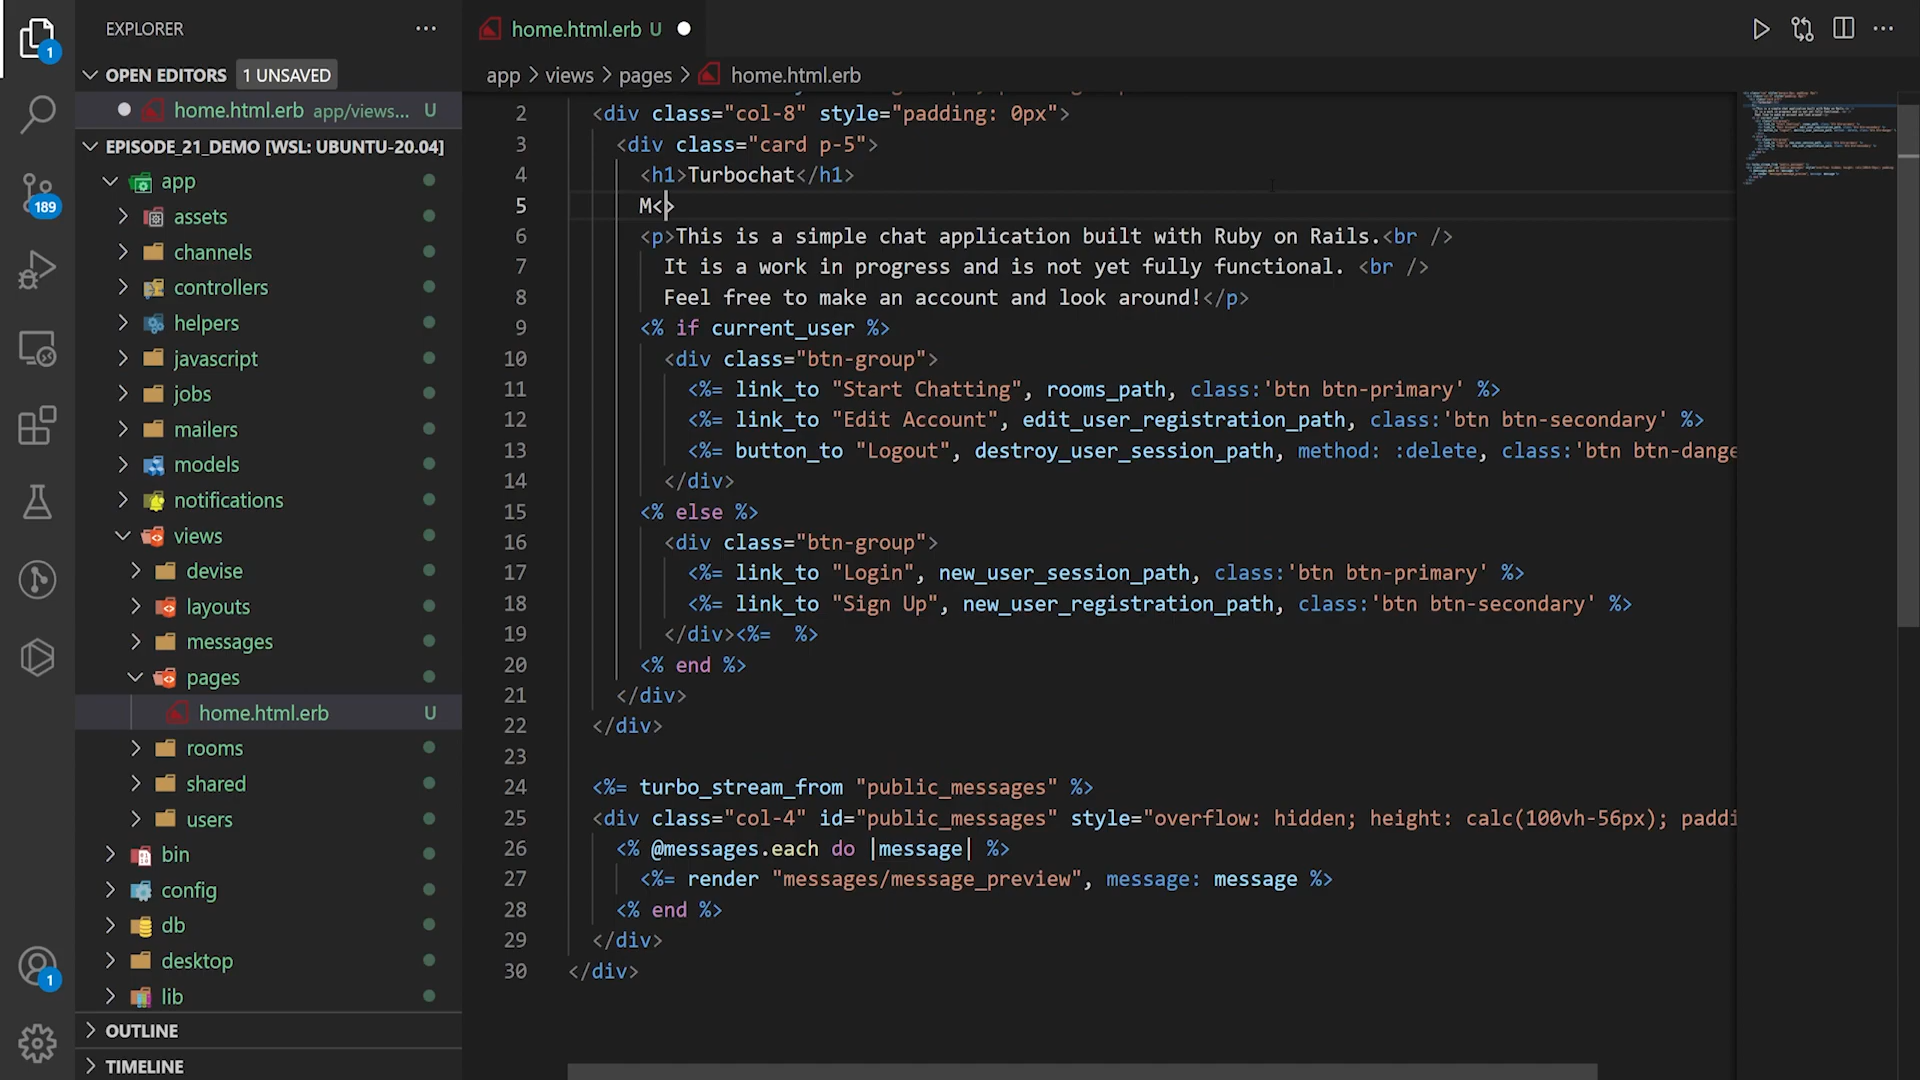 EXPLORER
OPEN EDITORS 1 UNSAVED
home.html.erb app/views... U
EPISODE_21_DEMO [WSL: UBUNTU-20.04]
app
assets
channels
controllers
helpers
javascript
jobs
mailers
models
notifications
views
devise
layouts
messages
pages
home.html.erb U
rooms
shared
users
bin
config
db
desktop
lib
OUTLINE
TIMELINE
1
189
1
home.html.erb U
app > views > pages > home.html.erb
2 <div class="col-8" style="padding: 0px">
3 <div class="card p-5">
4 <h1>Turbochat</h1>
5 M<>
6 <p>This is a simple chat application built with Ruby on Rails.<br />
7 It is a work in progress and is not yet fully functional. <br />
8 Feel free to make an account and look around!</p>
9 <% if current_user %>
10 <div class="btn-group">
11 <%= link_to "Start Chatting", rooms_path, class:'btn btn-primary' %>
12 <%= link_to "Edit Account", edit_user_registration_path, class:'btn btn-secondary' %>
13 <%= button_to "Logout", destroy_user_session_path, method: :delete, class:'btn btn-dange
14 </div>
15 <% else %>
16 <div class="btn-group">
17 <%= link_to "Login", new_user_session_path, class:'btn btn-primary' %>
18 <%= link_to "Sign Up", new_user_registration_path, class:'btn btn-secondary' %>
19 </div><%=  %>
20 <% end %>
21 </div>
22 </div>
23
24 <%= turbo_stream_from "public_messages" %>
25 <div class="col-4" id="public_messages" style="overflow: hidden; height: calc(100vh-56px); paddi
26 <% @messages.each do |message| %>
27 <%= render "messages/message_preview", message: message %>
28 <% end %>
29 </div>
30 </div>